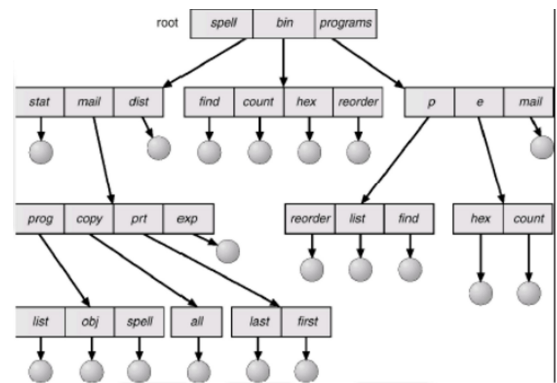 root spell bin programs
stat mail dist find count hex reorder p e mail
prog copy prt exp reorder list find hex count
list obj spell all last first